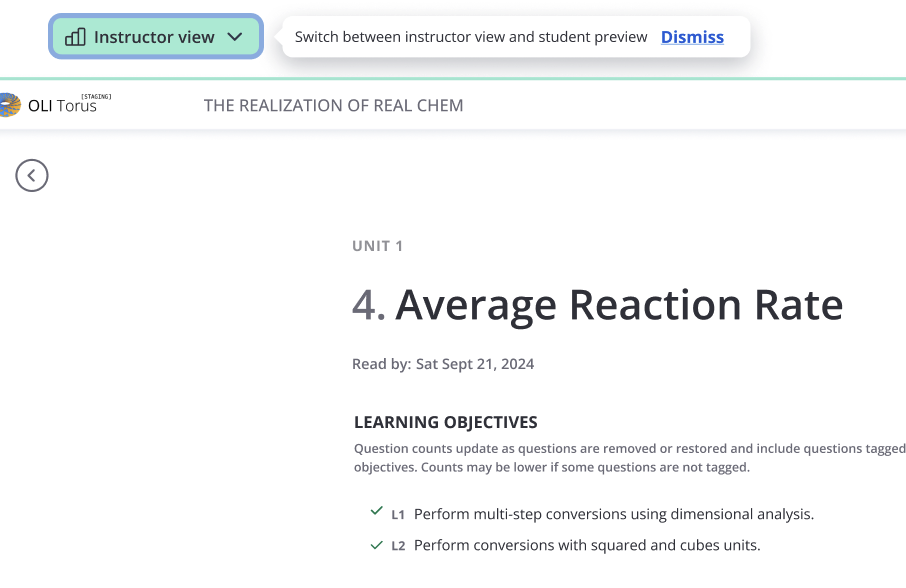 Instructor view
Switch between instructor view and student preview Dismiss
OLI Torus [STAGING]
THE REALIZATION OF REAL CHEM
UNIT 1
4. Average Reaction Rate
Read by: Sat Sept 21, 2024
LEARNING OBJECTIVES
Question counts update as questions are removed or restored and include questions tagged
objectives. Counts may be lower if some questions are not tagged.
L1 Perform multi-step conversions using dimensional analysis.
L2 Perform conversions with squared and cubes units.